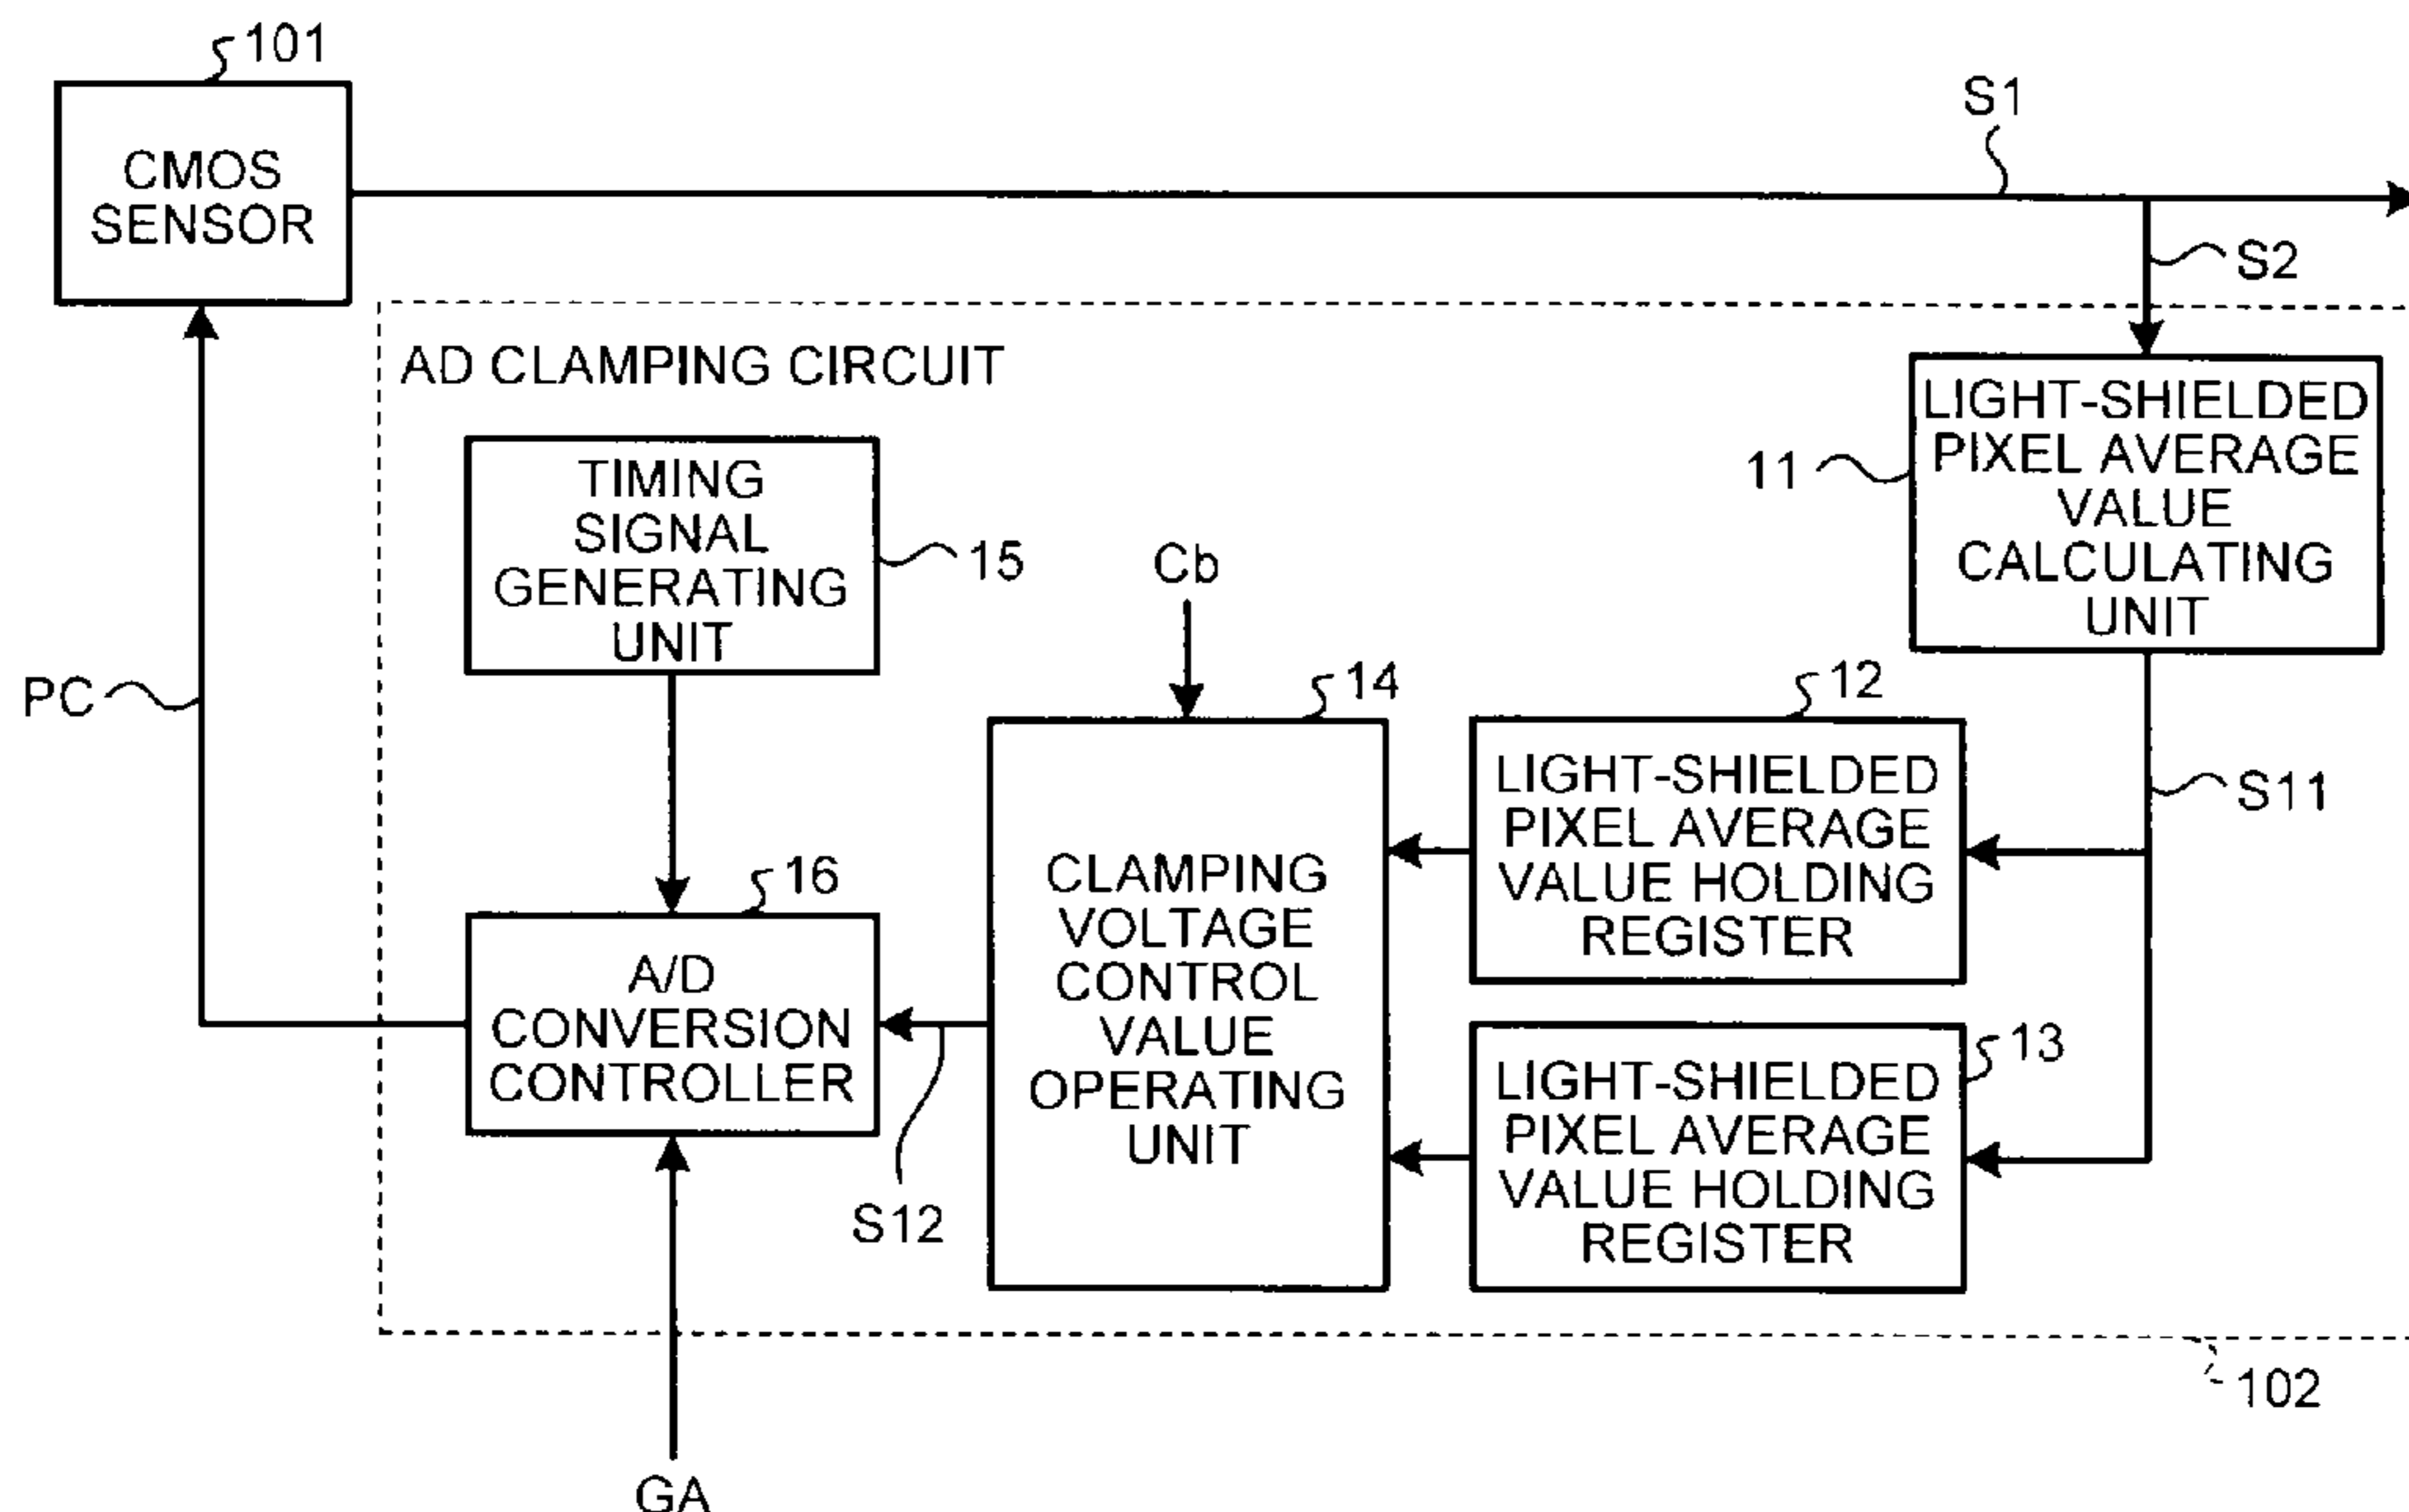 101
CMOS
SENSOR
S1
S2
AD CLAMPING CIRCUIT
LIGHT-SHIELDED
PIXEL AVERAGE
VALUE
CALCULATING
UNIT
11
TIMING
SIGNAL
GENERATING
UNIT
15
Cb
PC
14
12
LIGHT-SHIELDED
PIXEL AVERAGE
VALUE HOLDING
REGISTER
S11
CLAMPING
VOLTAGE
CONTROL
VALUE
OPERATING
UNIT
16
A/D
CONVERSION
CONTROLLER
13
LIGHT-SHIELDED
PIXEL AVERAGE
VALUE HOLDING
REGISTER
S12
102
GA